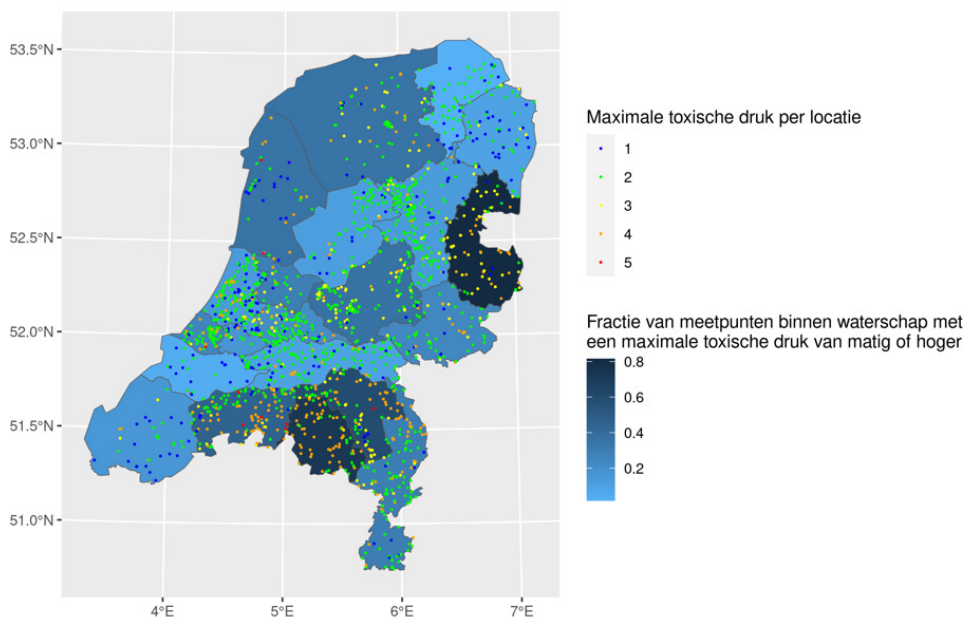 53.5°N
53.0°N
52.5°N
52.0°N
51.5°N
51.0°N
4°E
5°E
6°E
7°E
Maximale toxische druk per locatie
1
2
3
4
5
Fractie van meetpunten binnen waterschap met
een maximale toxische druk van matig of hoger
0.8
0.6
0.4
0.2